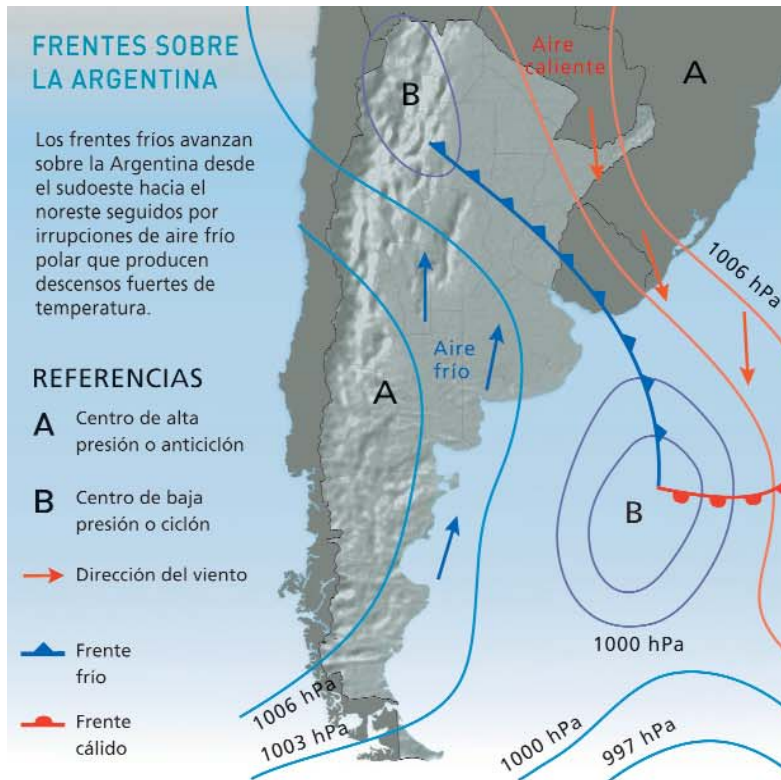 FRENTES SOBRE
LA ARGENTINA
Los frentes fríos avanzan
sobre la Argentina desde
el sudoeste hacia el
noreste seguidos por
irrupciones de aire frío
polar que producen
descensos fuertes de
temperatura.
REFERENCIAS
A Centro de alta
presión o anticiclón
B Centro de baja
presión o ciclón
Dirección del viento
Frente
frío
Frente
cálido
B
Aire
caliente
A
1006 hPa
Aire
frío
A
B
1000 hPa
1006 hPa
1003 hPa
1000 hPa
997 hPa